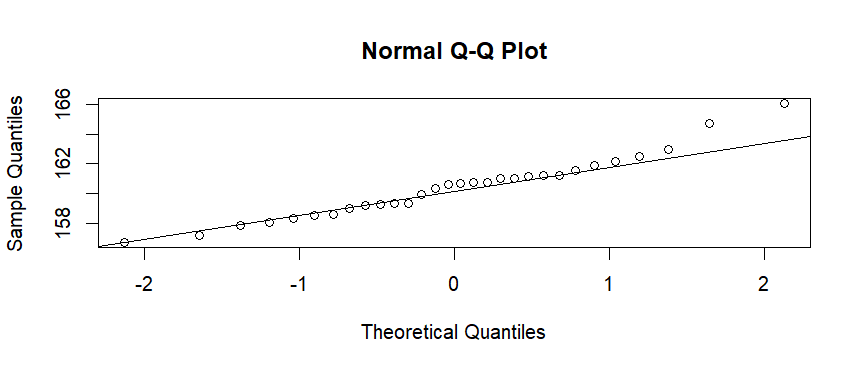 Normal Q-Q Plot
Sample Quantiles
166
162
158
-2 -1 0 1 2
Theoretical Quantiles